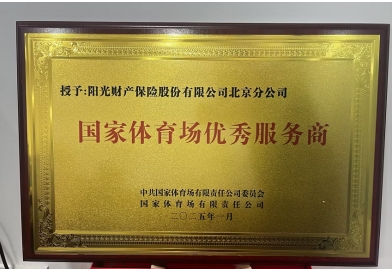 授予:阳光财产保险股份有限公司北京分公司
国家体育场优秀服务商
中共国家体育场有限责任公司委员会
国家体育场有限责任公司
二〇二五年一月